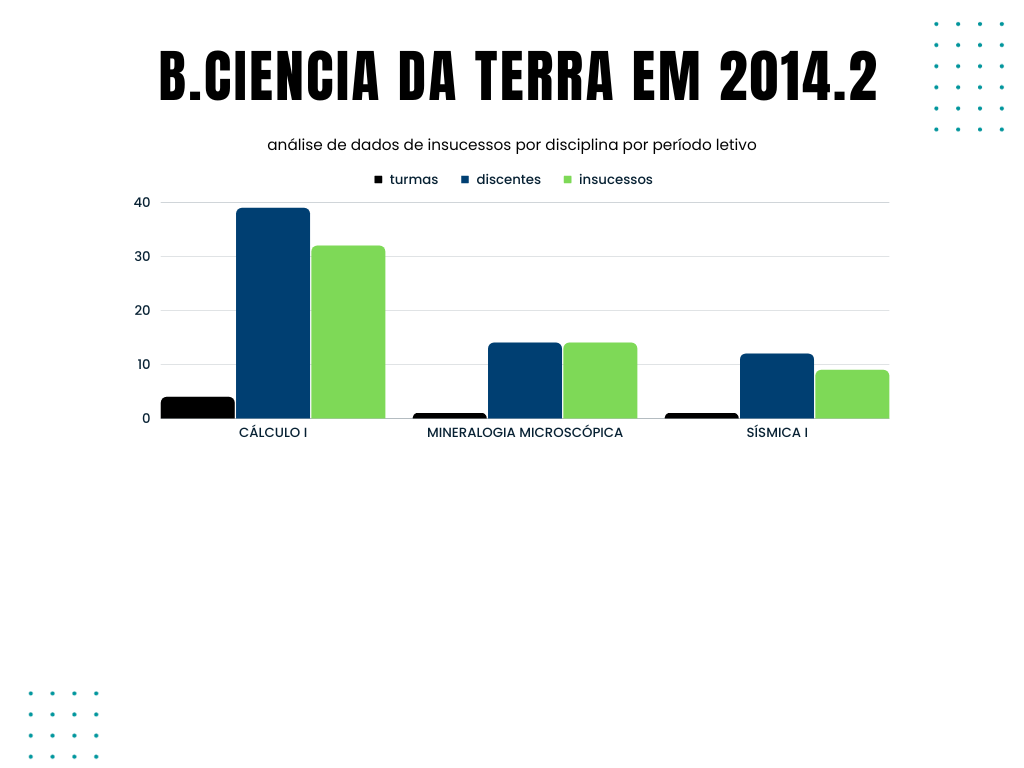 B.CIENCIA DA TERRA EM 2014.2
análise de dados de insucessos por disciplina por período letivo
turmas discentes insucessos
40
30
20
10
0
CÁLCULO I MINERALOGIA MICROSCÓPICA SÍSMICA I